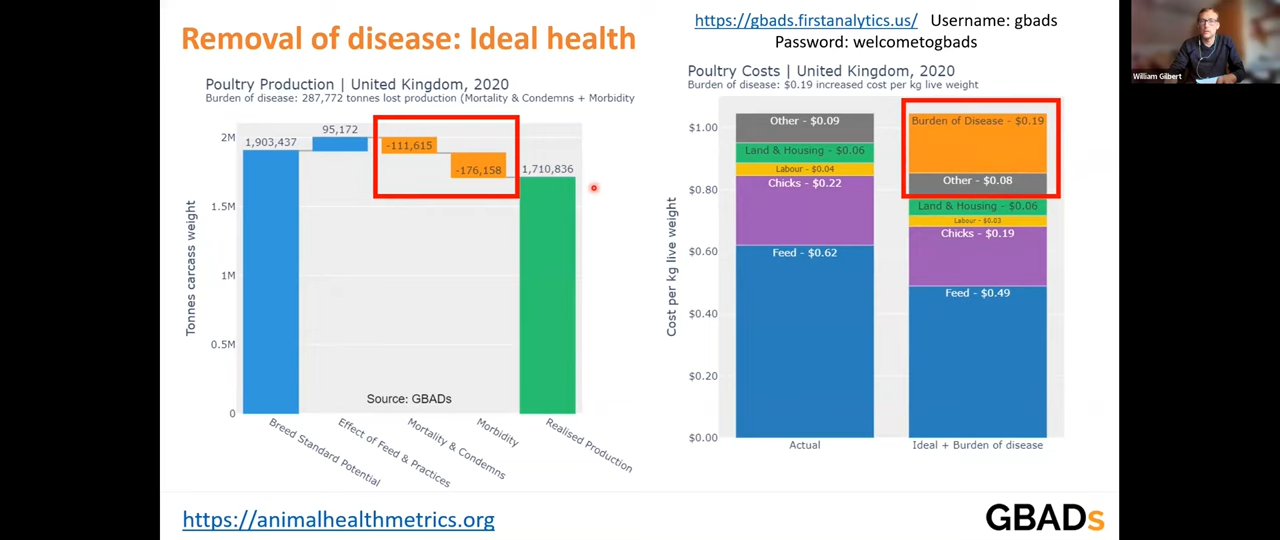 Removal of disease: Ideal health
https://gbads.firstanalytics.us/ Username: gbads
Password: welcometogbads
William Gilbert
Poultry Production | United Kingdom, 2020
Burden of disease: 287,772 tonnes lost production (Mortality & Condemns + Morbidity
Tonnes carcass weight
2M
1.5M
1M
0.5M
0
1,903,437
95,172
-111,615
-176,158
1,710,836
Source: GBADs
Breed Standard Potential
Effect of Feed & Practices
Mortality & Condemns
Morbidity
Realised Production
Poultry Costs | United Kingdom, 2020
Burden of disease: $0.19 increased cost per kg live weight
Cost per kg live weight
$1.00
$0.80
$0.60
$0.40
$0.20
$0.00
Other - $0.09
Land & Housing - $0.06
Labour - $0.04
Chicks - $0.22
Feed - $0.62
Burden of Disease - $0.19
Other - $0.08
Land & Housing - $0.06
Labour - $0.03
Chicks - $0.19
Feed - $0.49
Actual
Ideal + Burden of disease
https://animalhealthmetrics.org
GBADs